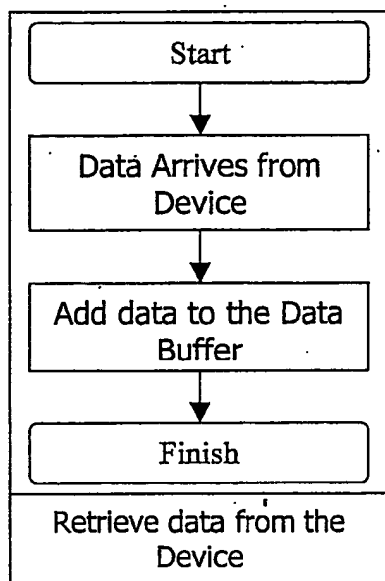 Start
Data Arrives from
Device
Add data to the Data
Buffer
Finish
Retrieve data from the
Device